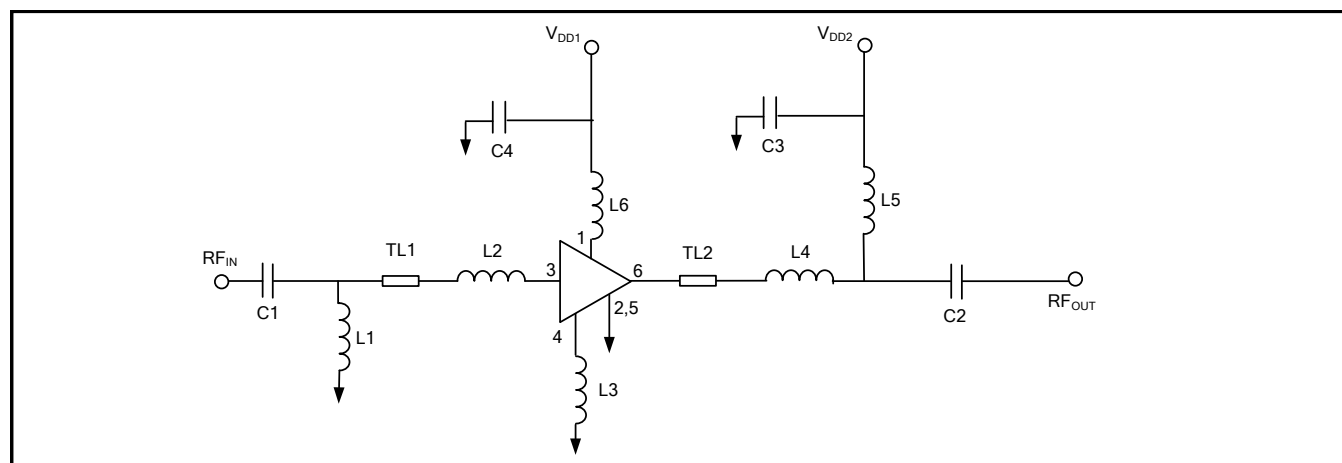 VDD1
VDD2
C4
C3
L6
L5
1
RFIN
TL1
L2
3
6
TL2
L4
C1
2,5
C2
RFOUT
L1
4
L3